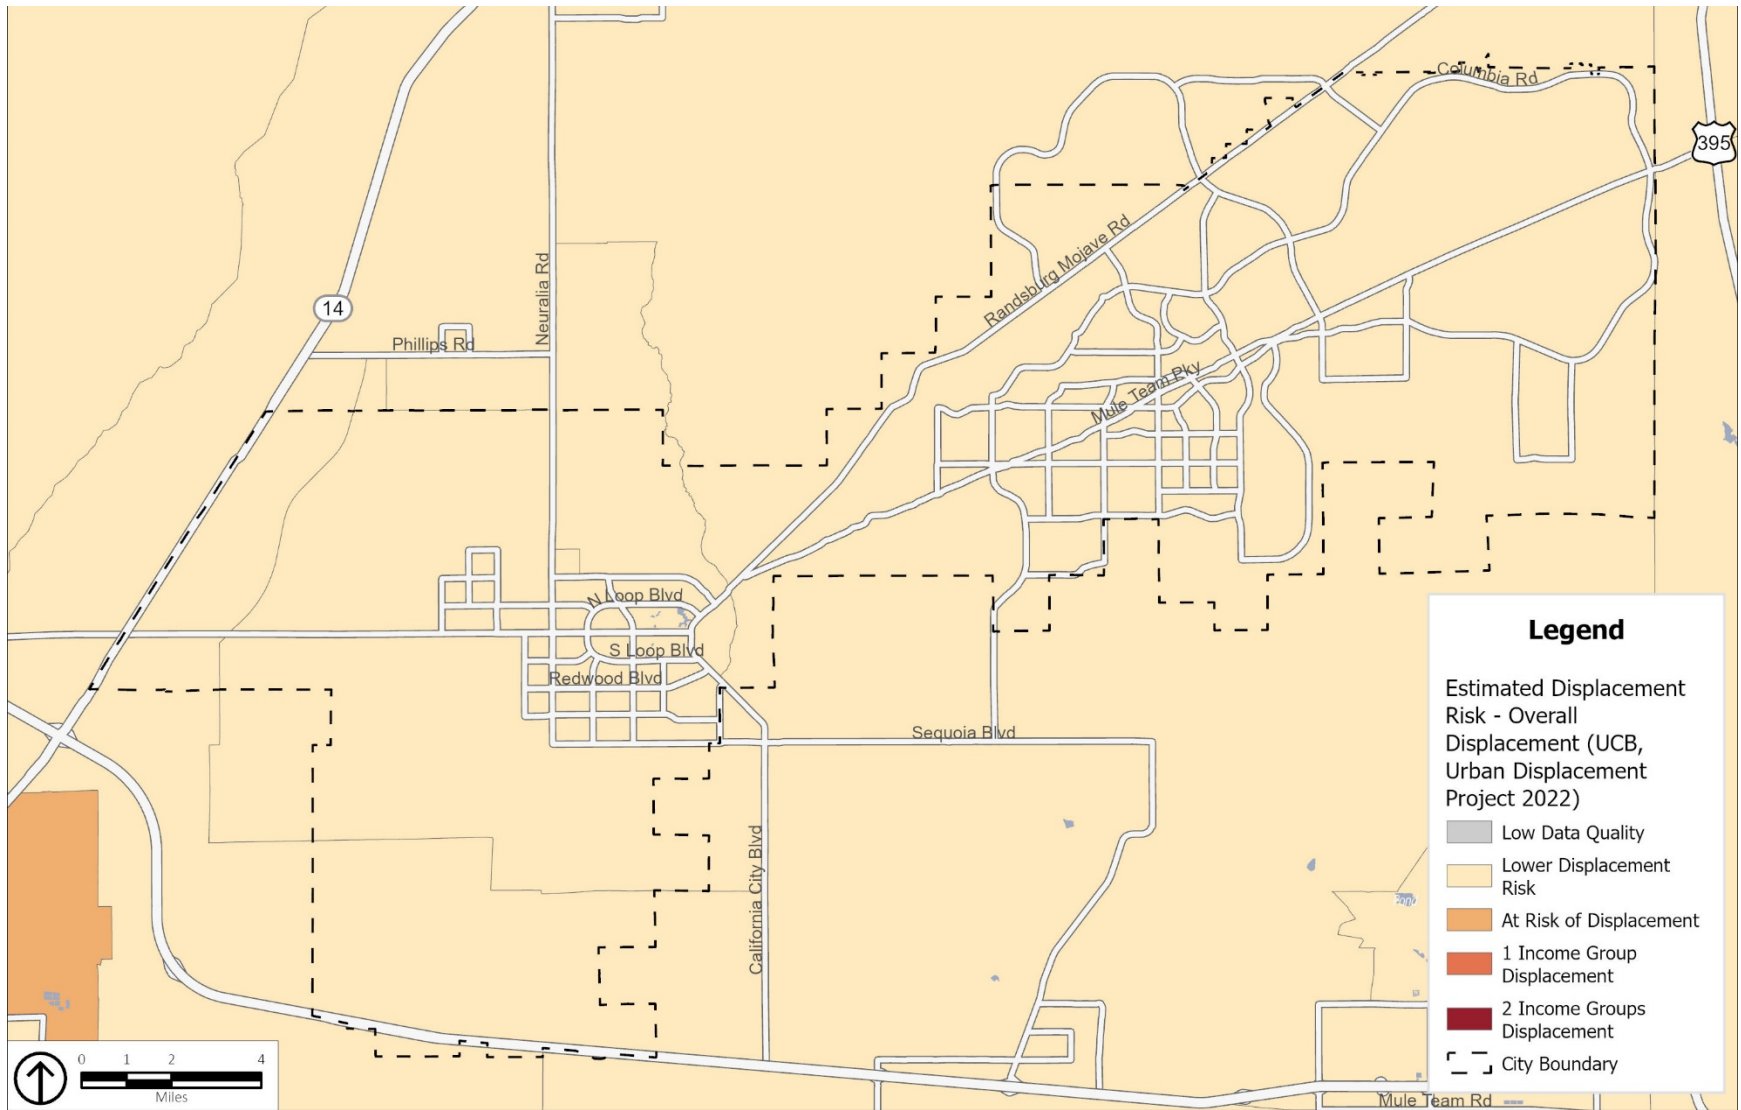 Columbia Rd
395
Randsburg Mojave Rd
Neuralia Rd
14
Phillips Rd
Mule Team Pky
N Loop Blvd
S Loop Blvd
Redwood Blvd
Sequoia Blvd
California City Blvd
Legend
Estimated Displacement
Risk - Overall
Displacement (UCB,
Urban Displacement
Project 2022)
Low Data Quality
Lower Displacement
Risk
At Risk of Displacement
1 Income Group
Displacement
2 Income Groups
Displacement
City Boundary
0 1 2 4
Miles
Mule Team Rd